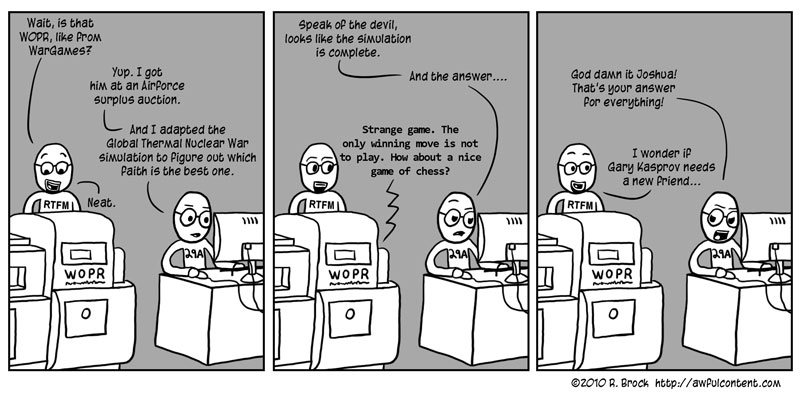 Wait, is that
WOPR, like from
WarGames?
Yup. I got
him at an Airforce
surplus auction.
And I adapted the
Global Thermal Nuclear War
simulation to figure out which
faith is the best one.
Neat.
RTFM
29A
WOPR
Speak of the devil,
looks like the simulation
is complete.
And the answer....
Strange game. The
only winning move is not
to play. How about a nice
game of chess?
RTFM
29A
WOPR
God damn it Joshua!
That's your answer
for everything!
I wonder if
Gary Kasprov needs
a new friend...
RTFM
29A
WOPR
©2010 R. Brock http://awfulcontent.com